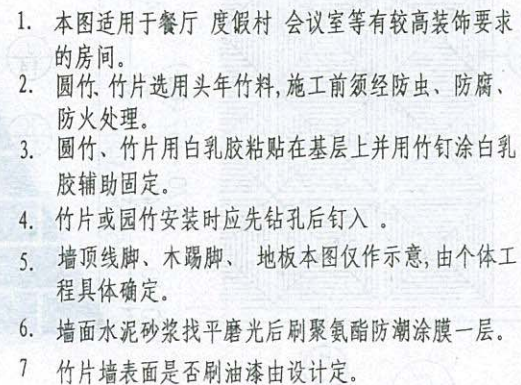 1. 本图适用于餐厅 度假村 会议室等有较高装饰要求
的房间。
2. 圆竹、竹片选用头年竹料,施工前须经防虫、防腐、
防火处理。
3. 圆竹、竹片用白乳胶粘贴在基层上并用竹钉涂白乳
胶辅助固定。
4. 竹片或园竹安装时应先钻孔后钉入 。
5. 墙顶线脚、木踢脚、 地板本图仅作示意,由个体工
程具体确定。
6. 墙面水泥砂浆找平磨光后刷聚氨酯防潮涂膜一层。
7 竹片墙表面是否刷油漆由设计定。